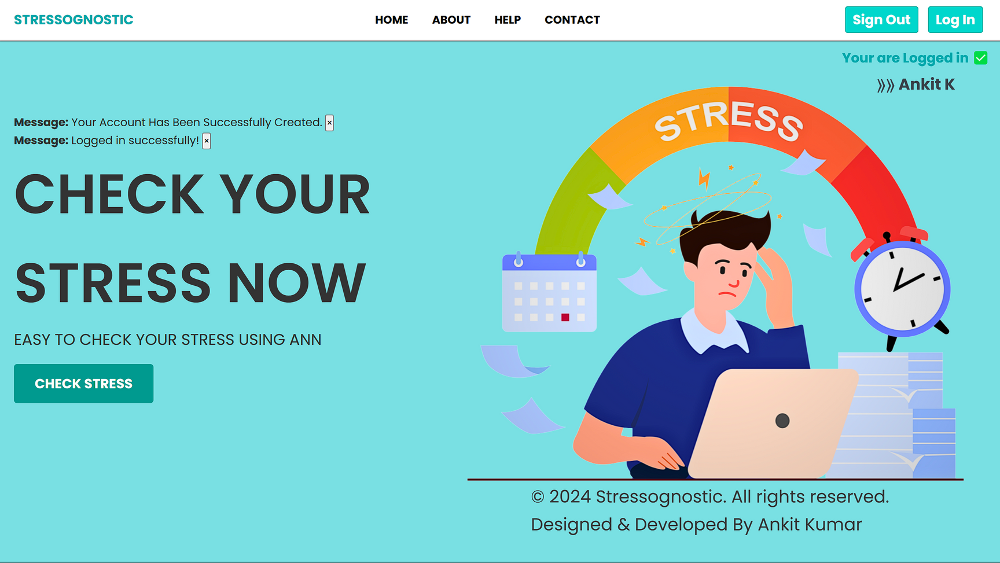 STRESSOGNOSTIC
HOME ABOUT HELP CONTACT
Sign Out Log In
Your are Logged in ✅
⟫⟫ Ankit K
Message: Your Account Has Been Successfully Created. ×
Message: Logged in successfully! ×
CHECK YOUR
STRESS NOW
EASY TO CHECK YOUR STRESS USING ANN
CHECK STRESS
STRESS
© 2024 Stressognostic. All rights reserved.
Designed & Developed By Ankit Kumar